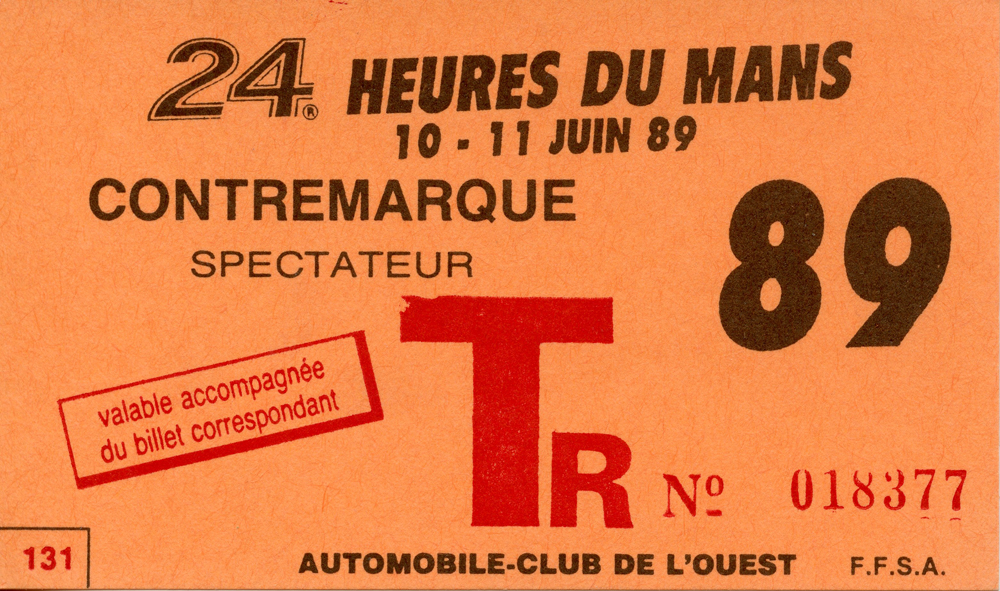 24® HEURES DU MANS
10 - 11 JUIN 89
CONTREMARQUE
SPECTATEUR
89
valable accompagnée
du billet correspondant
TR
Nº 018377
131
AUTOMOBILE-CLUB DE L'OUEST F.F.S.A.